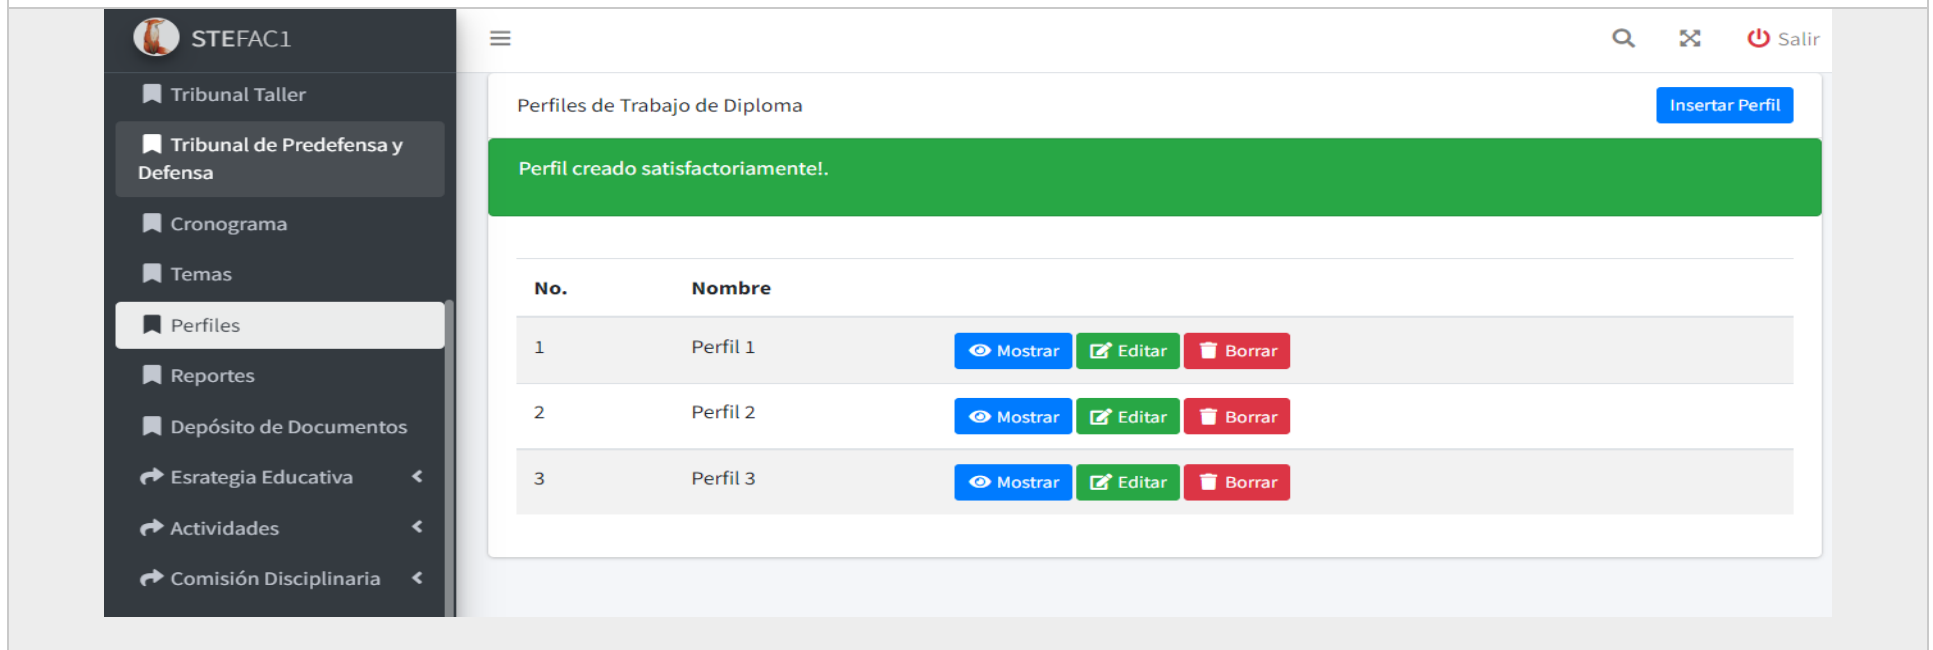 STEFAC1
Salir
Tribunal Taller
Tribunal de Predefensa y
Defensa
Cronograma
Temas
Perfiles
Reportes
Depósito de Documentos
Esrategia Educativa
Actividades
Comisión Disciplinaria
Perfiles de Trabajo de Diploma
Insertar Perfil
Perfil creado satisfactoriamente!.
No. Nombre
1 Perfil 1 Mostrar Editar Borrar
2 Perfil 2 Mostrar Editar Borrar
3 Perfil 3 Mostrar Editar Borrar